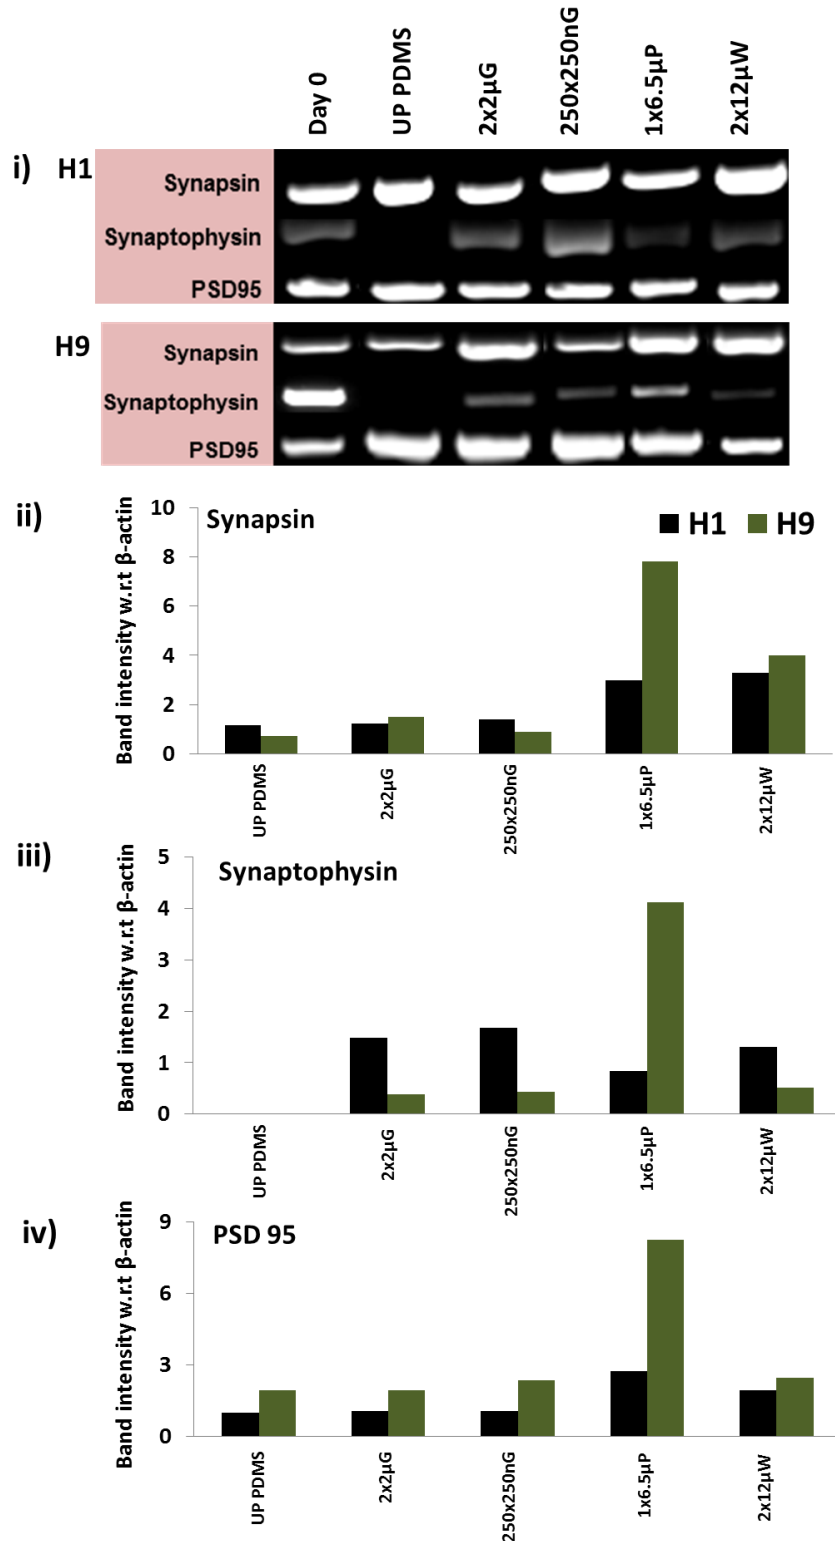 Day 0
UP PDMS
2x2µG
250x250nG
1x6.5µP
2x12µW
i) H1
Synapsin
Synaptophysin
PSD95
H9
Synapsin
Synaptophysin
PSD95
ii)
Synapsin
H1 H9
Band intensity w.r.t β-actin
10
8
6
4
2
0
UP PDMS
2x2µG
250x250nG
1x6.5µP
2x12µW
iii)
Synaptophysin
Band intensity w.r.t β-actin
5
4
3
2
1
0
UP PDMS
2x2µG
250x250nG
1x6.5µP
2x12µW
iv)
PSD 95
Band intensity w.r.t β-actin
9
6
3
0
UP PDMS
2x2µG
250x250nG
1x6.5µP
2x12µW